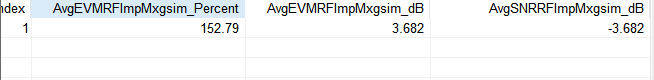 ndex AvgEVMRFImpMxgsim_Percent AvgEVMRFImpMxgsim_dB AvgSNRRFImpMxgsim_dB
1 152.79 3.682 -3.682